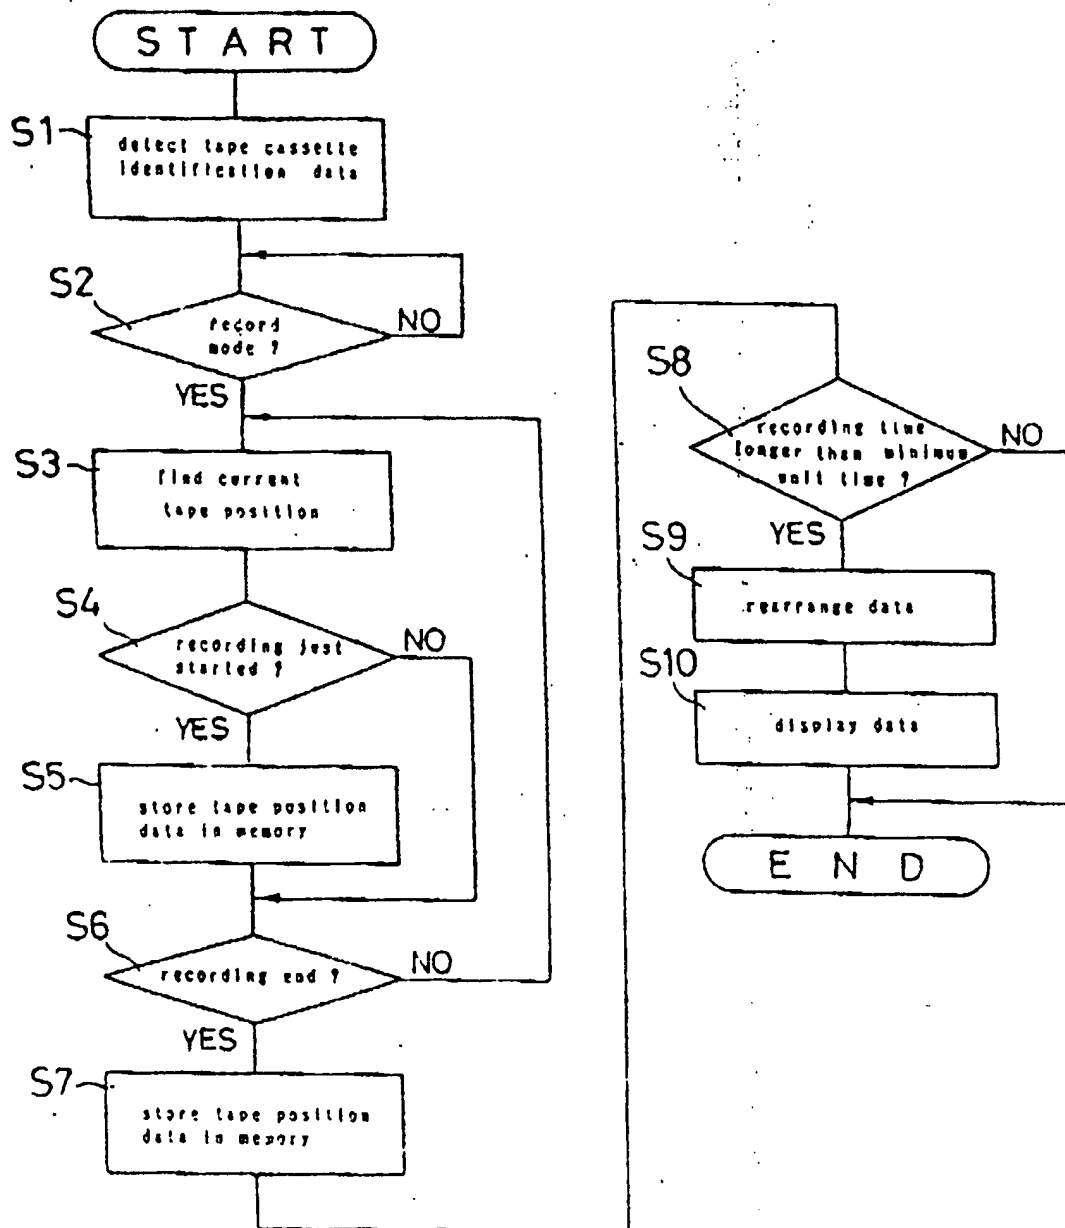 START
S1
detect tape cassette
identification data
S2
record
mode ?
NO
YES
S3
find current
tape position
S4
recording just
started ?
NO
YES
S5
store tape position
data in memory
S6
recording end ?
NO
YES
S7
store tape position
data in memory
S8
recording time
longer than minimum
unit time ?
NO
YES
S9
rearrange data
S10
display data
END